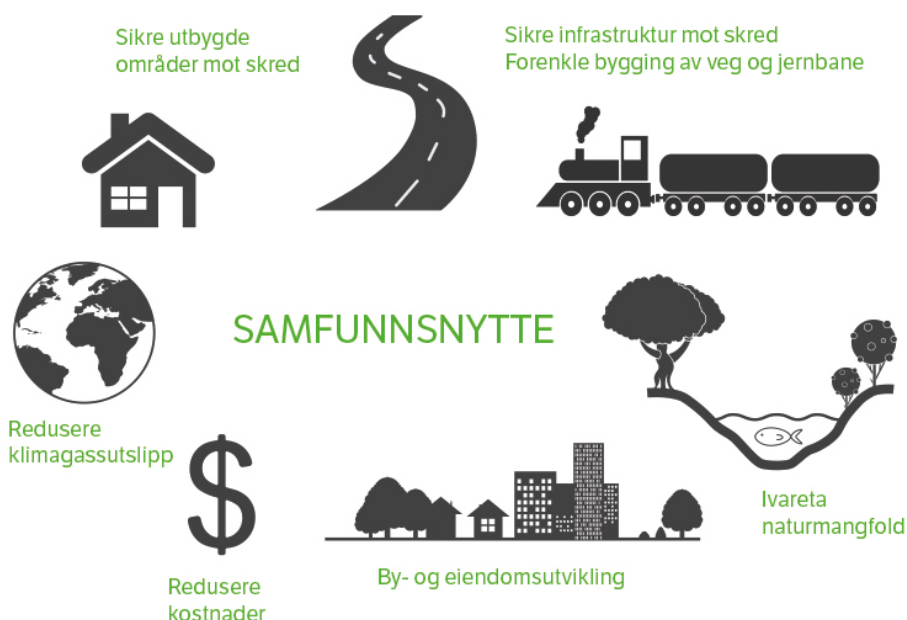 Sikre utbygde
områder mot skred
Sikre infrastruktur mot skred
Forenkle bygging av veg og jernbane
SAMFUNNSNYTTE
Redusere
klimagassutslipp
$
Ivareta
naturmangfold
By- og eiendomsutvikling
Redusere
kostnader